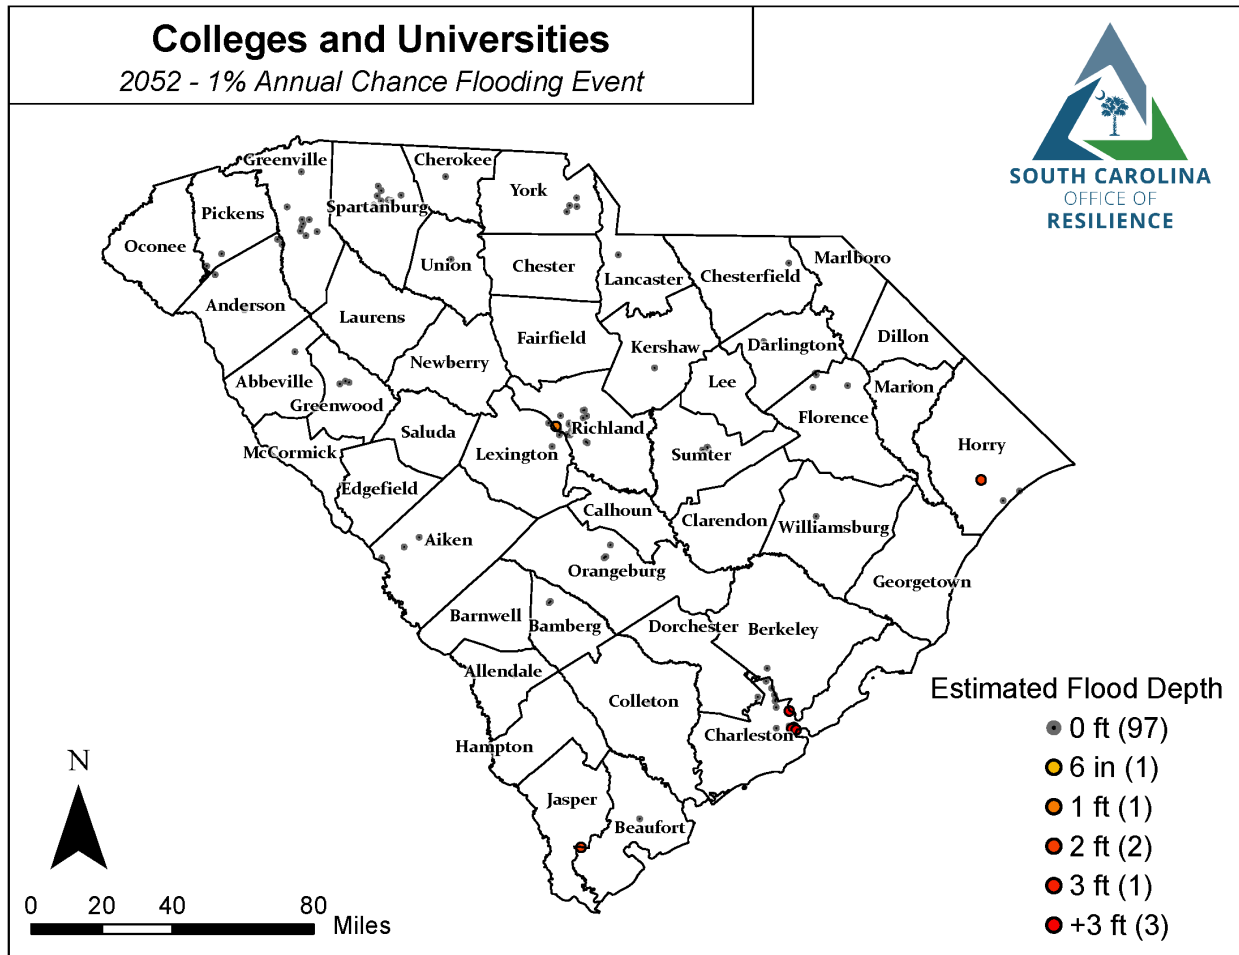 Colleges and Universities
2052 - 1% Annual Chance Flooding Event
SOUTH CAROLINA
OFFICE OF
RESILIENCE
Greenville
Cherokee
York
Pickens
Spartanburg
Oconee
Union
Chester
Lancaster
Chesterfield
Marlboro
Anderson
Laurens
Fairfield
Kershaw
Darlington
Dillon
Newberry
Abbeville
Lee
Marion
Greenwood
Florence
Saluda
Richland
Horry
McCormick
Lexington
Sumter
Edgefield
Calhoun
Clarendon
Williamsburg
Aiken
Orangeburg
Georgetown
Barnwell
Bamberg
Dorchester
Berkeley
Allendale
Colleton
Charleston
Hampton
Jasper
Beaufort
Estimated Flood Depth
0 ft (97)
6 in (1)
1 ft (1)
2 ft (2)
3 ft (1)
+3 ft (3)
N
0 20 40 80
Miles